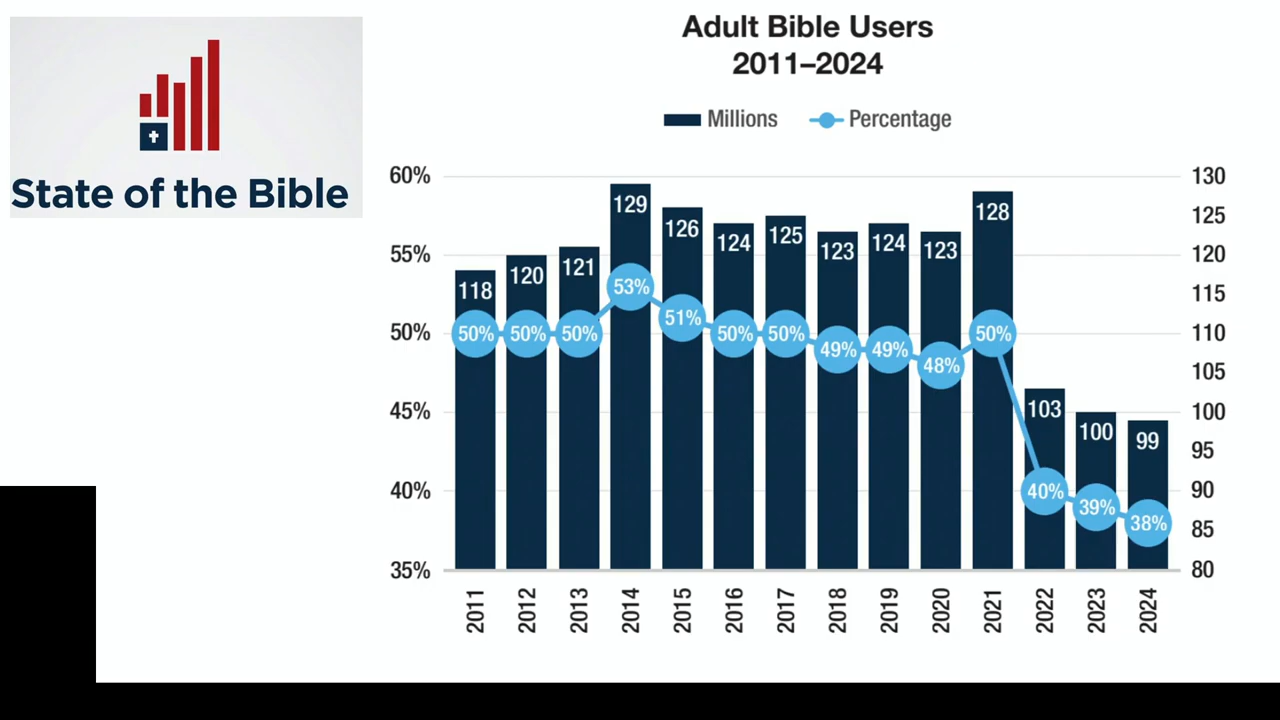 State of the Bible
Adult Bible Users
2011–2024
Millions Percentage
60% 130
125
55% 120
115
50% 110
105
45% 100
95
40% 90
85
35% 80
118 120 121 129 126 124 125 123 124 123 128 103 100 99
50% 50% 50% 53% 51% 50% 50% 49% 49% 48% 50% 40% 39% 38%
2011 2012 2013 2014 2015 2016 2017 2018 2019 2020 2021 2022 2023 2024